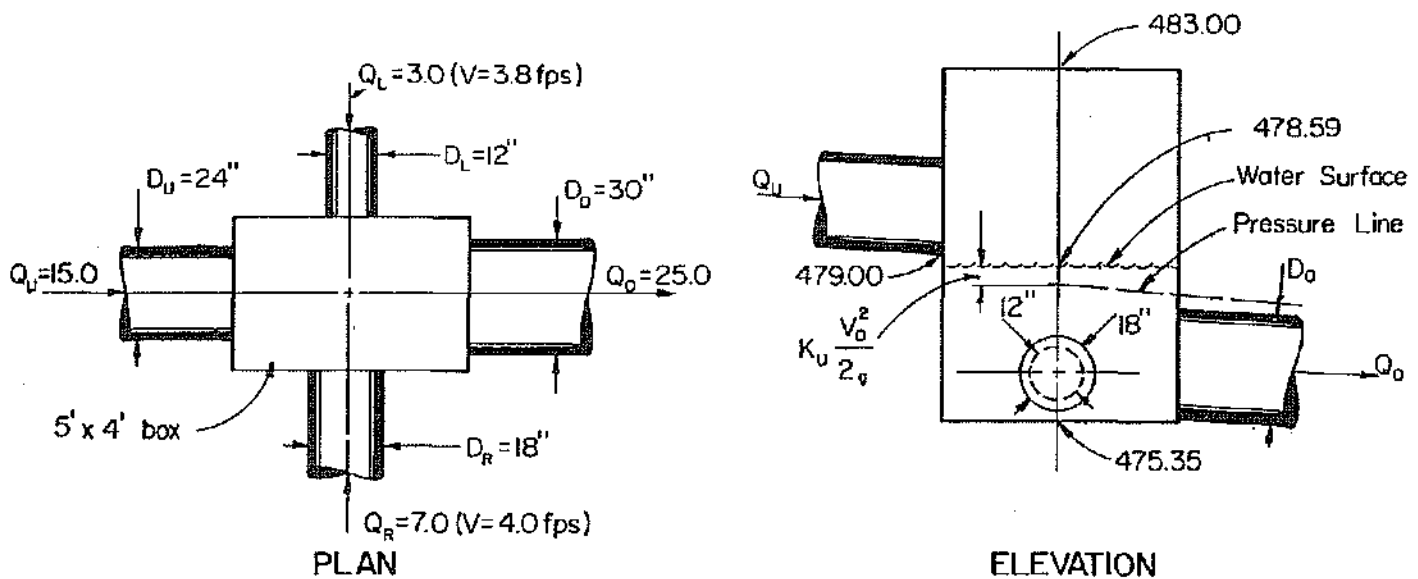 Q_L=3.0 (V=3.8 fps)
D_L=12"
D_U=24"
D_O=30"
Q_U=15.0
Q_O=25.0
5' x 4' box
D_R=18"
Q_R=7.0 (V=4.0 fps)
PLAN
483.00
478.59
Q_U
Water Surface
Pressure Line
479.00
D_O
12"
18"
K_U V_O^2/2g
Q_O
475.35
ELEVATION